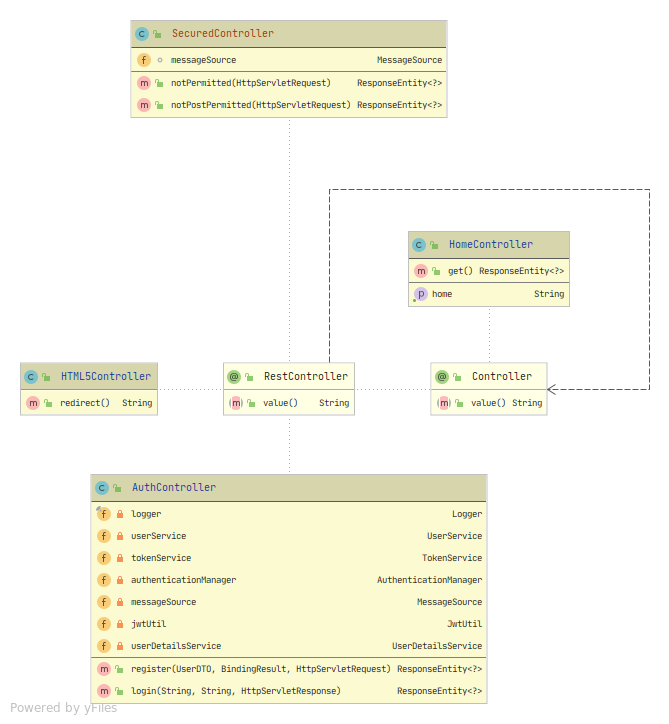 SecuredController
messageSource MessageSource
notPermitted(HttpServletRequest) ResponseEntity<?>
notPostPermitted(HttpServletRequest) ResponseEntity<?>
HomeController
get() ResponseEntity<?>
home String
HTML5Controller
redirect() String
RestController
value() String
Controller
value() String
AuthController
logger Logger
userService UserService
tokenService TokenService
authenticationManager AuthenticationManager
messageSource MessageSource
jwtUtil JwtUtil
userDetailsService UserDetailsService
register(UserDTO, BindingResult, HttpServletRequest) ResponseEntity<?>
login(String, String, HttpServletResponse) ResponseEntity<?>
Powered by yFiles